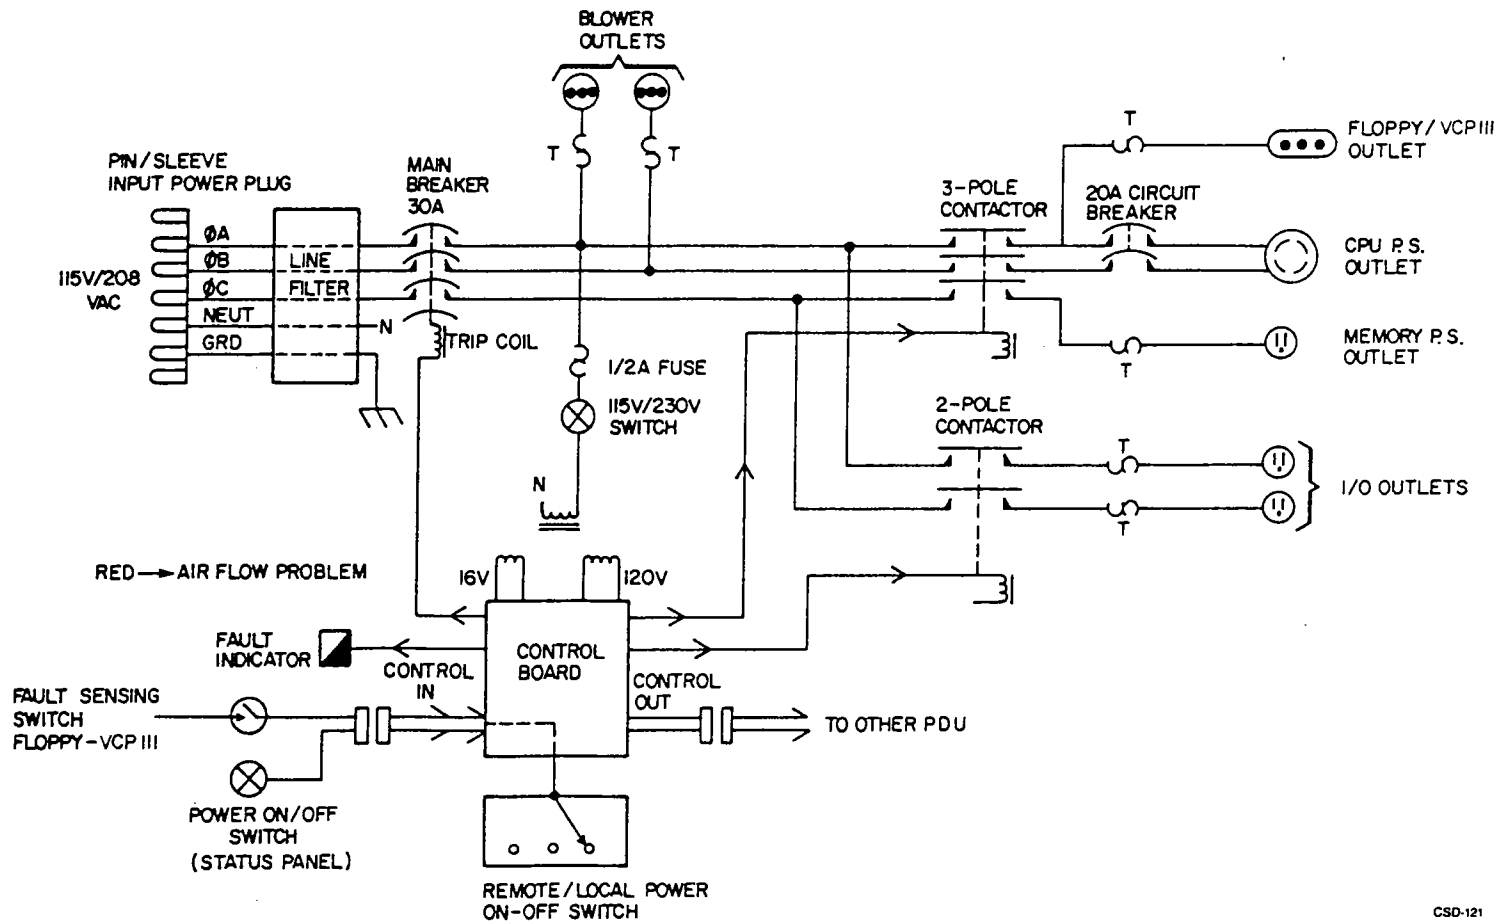 BLOWER
OUTLETS
T
T
T
FLOPPY/VCPIII
OUTLET
PIN/SLEEVE
INPUT POWER PLUG
MAIN
BREAKER
30A
3-POLE
CONTACTOR
20A CIRCUIT
BREAKER
ØA
ØB
ØC
NEUT
GRD
115V/208
VAC
LINE
FILTER
N
TRIP COIL
CPU P.S.
OUTLET
MEMORY P.S.
OUTLET
T
1/2A FUSE
115V/230V
SWITCH
N
2-POLE
CONTACTOR
T
T
I/O OUTLETS
RED → AIR FLOW PROBLEM
16V
120V
FAULT
INDICATOR
CONTROL
BOARD
CONTROL
IN
CONTROL
OUT
FAULT SENSING
SWITCH
FLOPPY-VCPIII
TO OTHER PDU
POWER ON/OFF
SWITCH
(STATUS PANEL)
REMOTE/LOCAL POWER
ON-OFF SWITCH
CSD-121